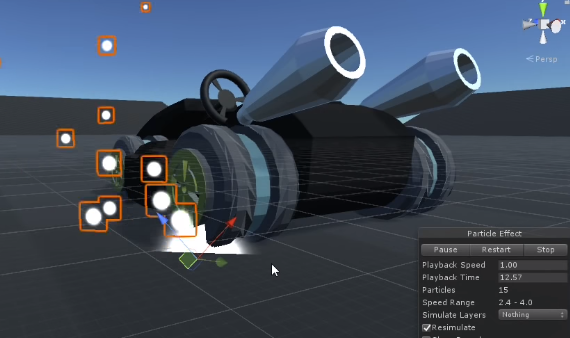 Persp
Particle Effect
Pause Restart Stop
Playback Speed 1.00
Playback Time 12.57
Particles 15
Speed Range 2.4 - 4.0
Simulate Layers Nothing
Resimulate